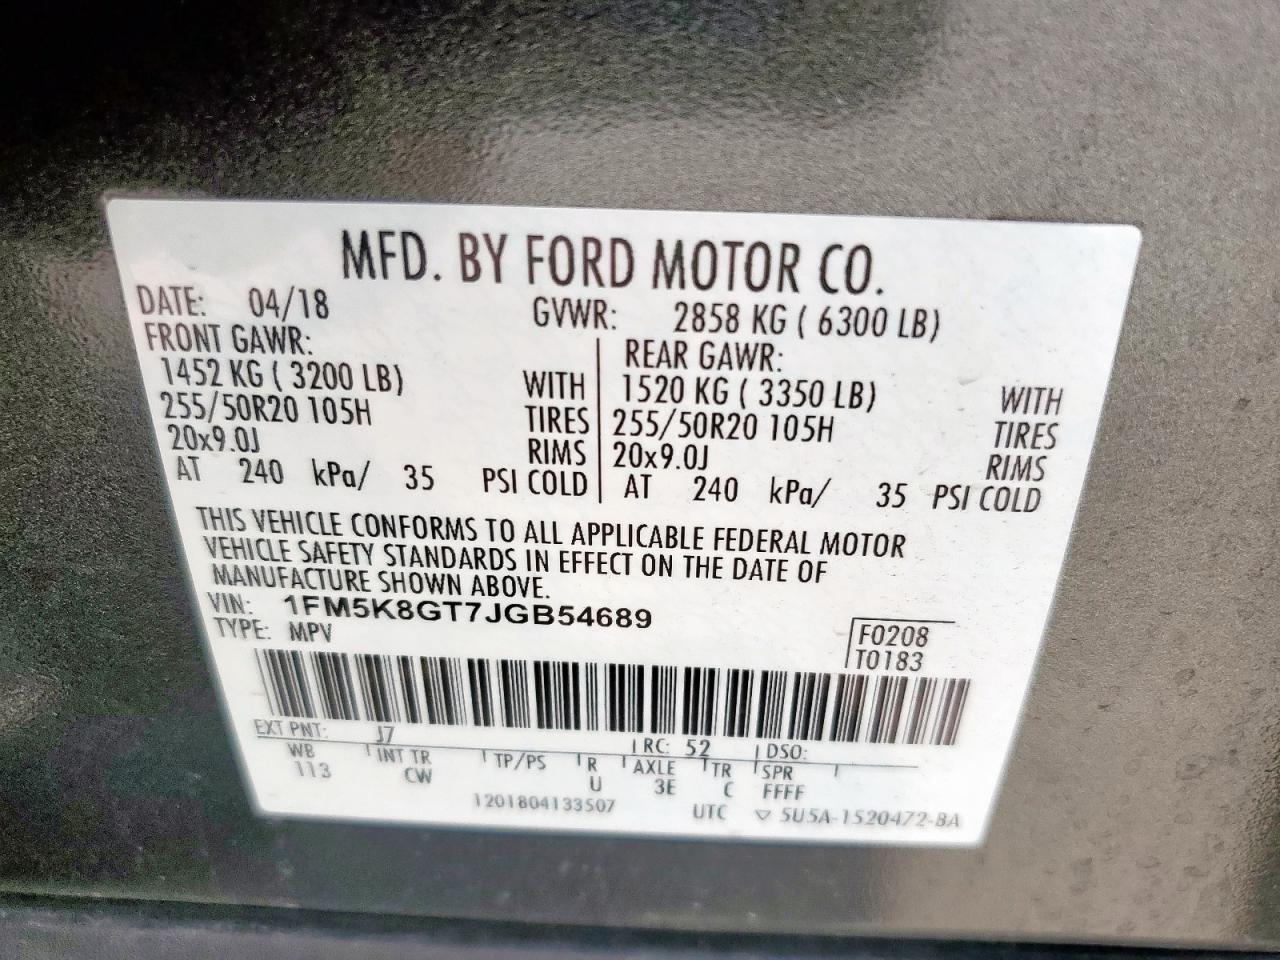 MFD. BY FORD MOTOR CO.
DATE: 04/18 GVWR: 2858 KG ( 6300 LB)
FRONT GAWR: REAR GAWR:
1452 KG ( 3200 LB) WITH 1520 KG ( 3350 LB) WITH
255/50R20 105H TIRES 255/50R20 105H TIRES
20x9.0J RIMS 20x9.0J RIMS
AT 240 kPa/ 35 PSI COLD AT 240 kPa/ 35 PSI COLD
THIS VEHICLE CONFORMS TO ALL APPLICABLE FEDERAL MOTOR
VEHICLE SAFETY STANDARDS IN EFFECT ON THE DATE OF
MANUFACTURE SHOWN ABOVE.
VIN: 1FM5K8GT7JGB54689
TYPE: MPV F0208
T0183
EXT PNT: J7 RC: 52 DSO:
WB INT TR TP/PS R AXLE TR SPR
113 CW U 3E C FFFF
1201804133507 UTC ▽ 5U5A-1520472-BA